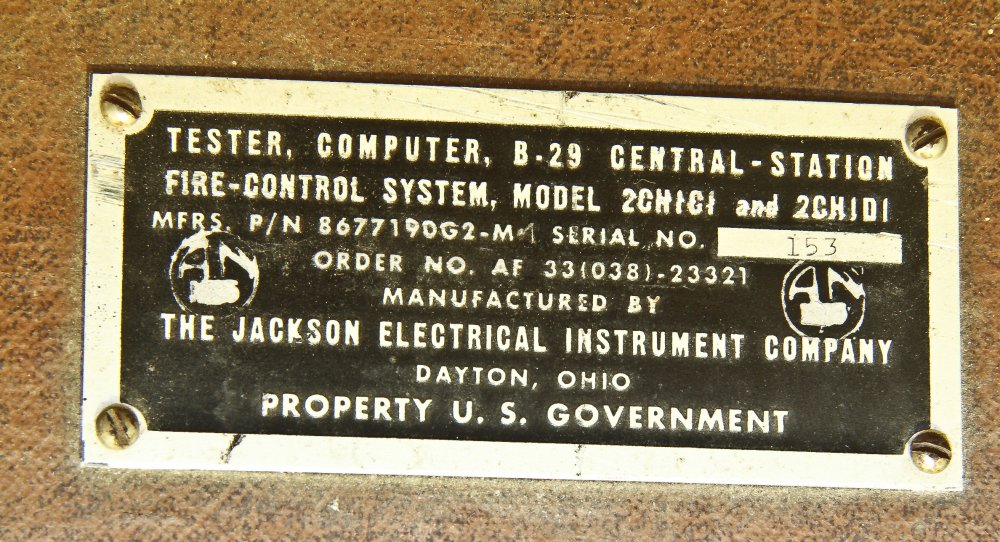 TESTER, COMPUTER, B-29 CENTRAL-STATION
FIRE-CONTROL SYSTEM, MODEL 2CH1C1 and 2CH1D1
MFRS. P/N 8677190G2-M-1 SERIAL NO. 153
ORDER NO. AF 33(038)-23321
MANUFACTURED BY
THE JACKSON ELECTRICAL INSTRUMENT COMPANY
DAYTON, OHIO
PROPERTY U. S. GOVERNMENT